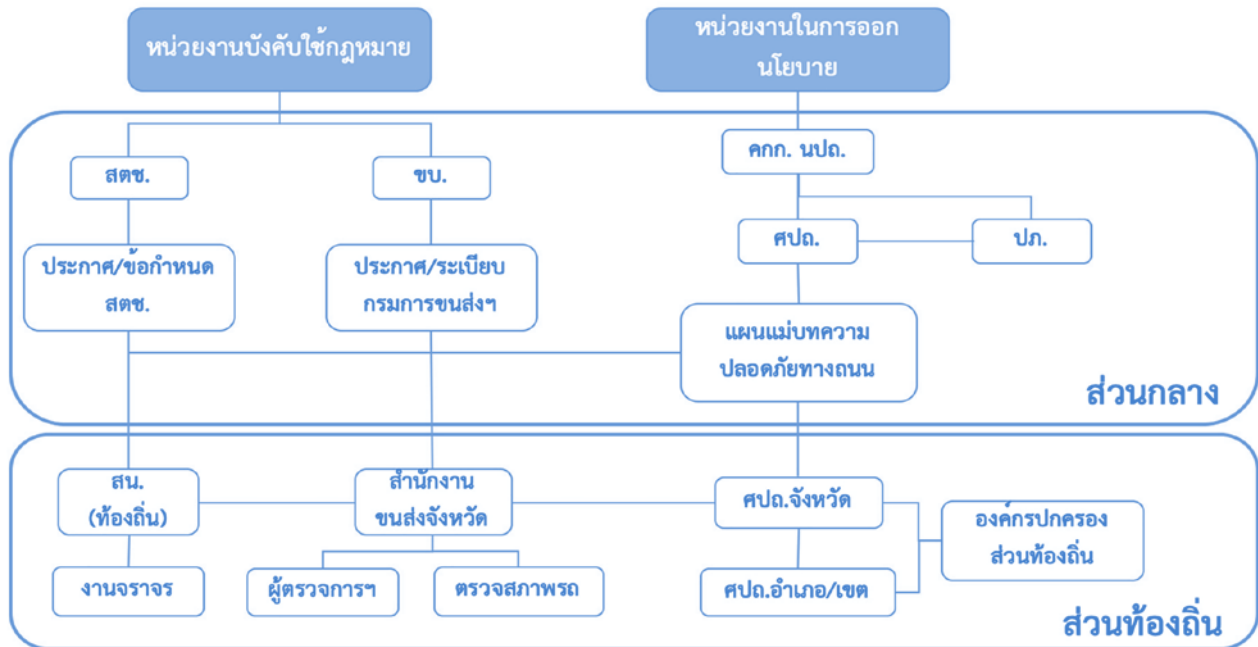 หน่วยงานบังคับใช้กฎหมาย
หน่วยงานในการออก
นโยบาย
สตช.
ขบ.
คกก. นปถ.
ศปถ.
ปภ.
ประกาศ/ข้อกำหนด
สตช.
ประกาศ/ระเบียบ
กรมการขนส่งฯ
แผนแม่บทความ
ปลอดภัยทางถนน
ส่วนกลาง
สน.
(ท้องถิ่น)
สำนักงาน
ขนส่งจังหวัด
ศปถ.จังหวัด
องค์กรปกครอง
ส่วนท้องถิ่น
งานจราจร
ผู้ตรวจการฯ
ตรวจสภาพรถ
ศปถ.อำเภอ/เขต
ส่วนท้องถิ่น